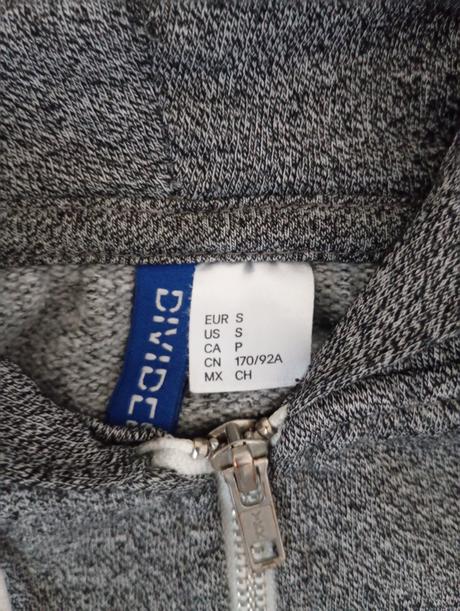 DIVIDE
EUR S
US S
CA P
CN 170/92A
MX CH